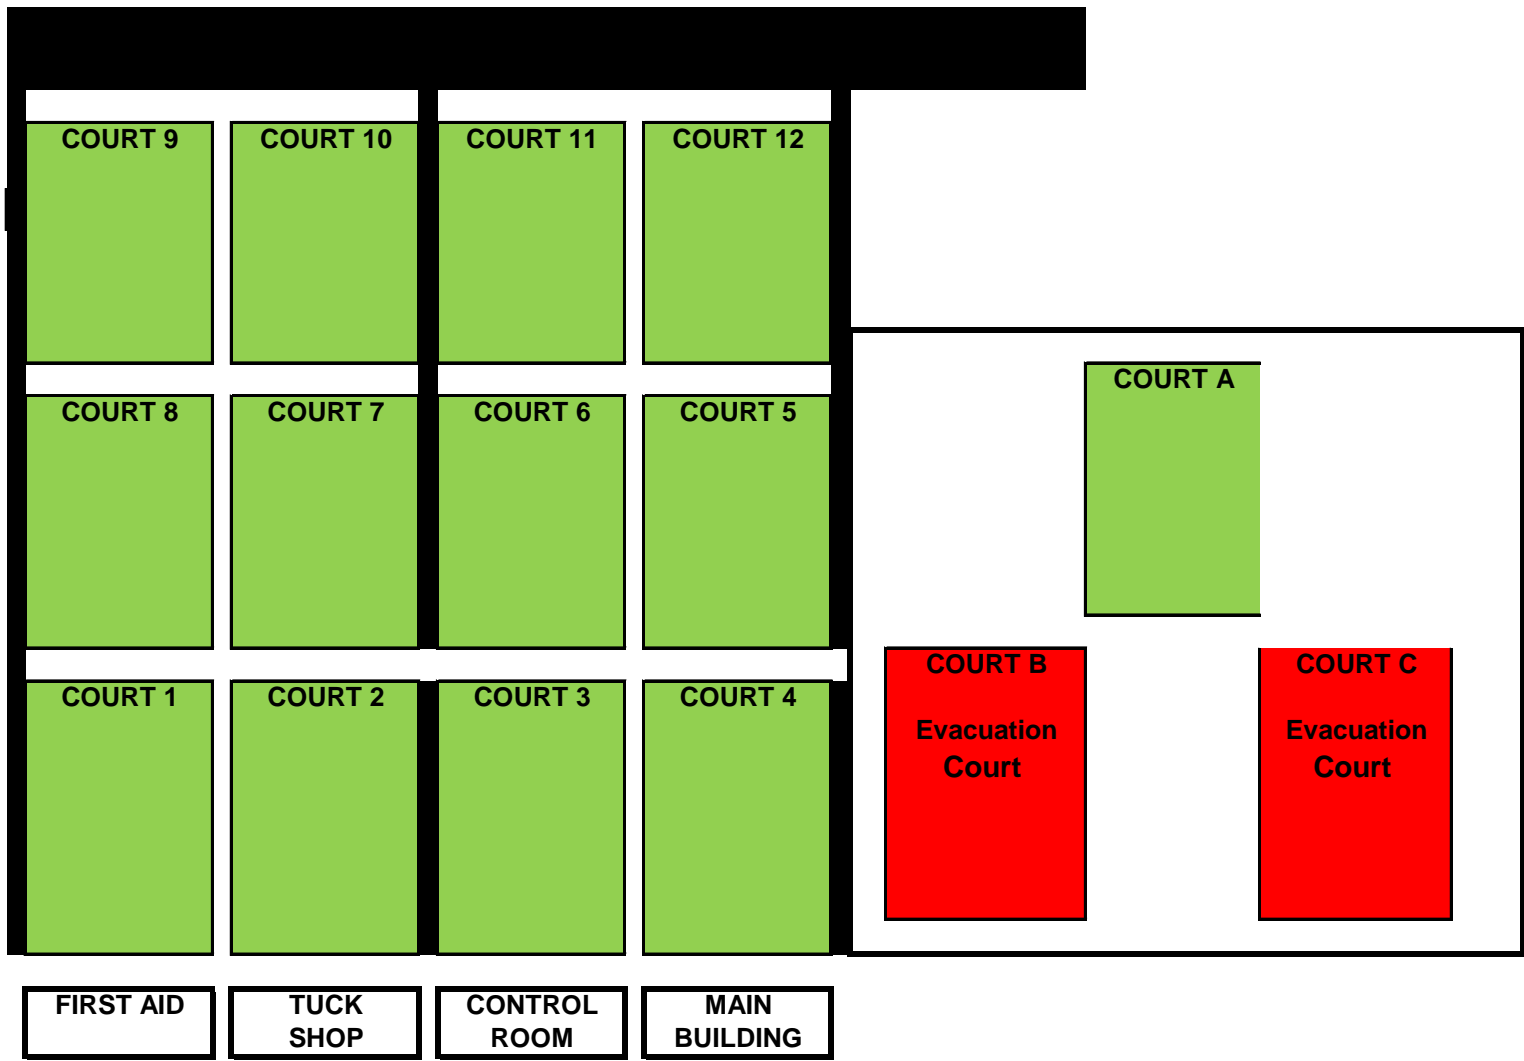 COURT 9
COURT 10
COURT 11
COURT 12
COURT A
COURT 8
COURT 7
COURT 6
COURT 5
COURT B
Evacuation
Court
COURT C
Evacuation
Court
COURT 1
COURT 2
COURT 3
COURT 4
FIRST AID
TUCK
SHOP
CONTROL
ROOM
MAIN
BUILDING